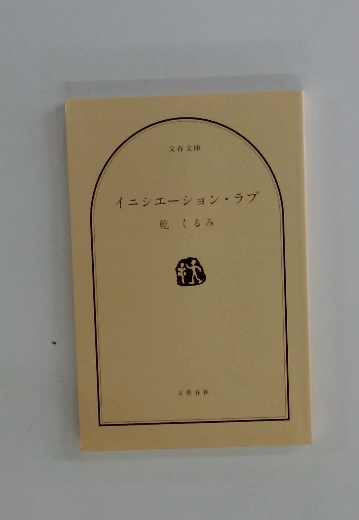 文春文庫
イニシエーション・ラブ
乾 くるみ
文藝春秋